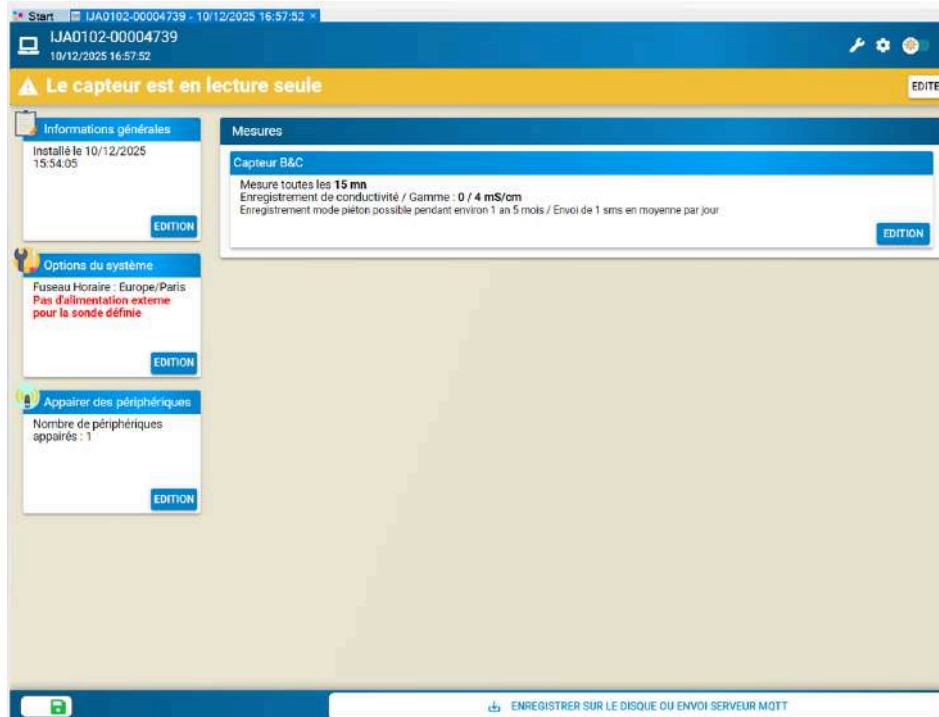 Start
IJA0102-00004739 - 10/12/2025 16:57:52 ×
IJA0102-00004739
10/12/2025 16:57:52
Le capteur est en lecture seule
EDITE
Informations générales
Installé le 10/12/2025
15:54:05
EDITION
Options du système
Fuseau Horaire : Europe/Paris
Pas d'alimentation externe
pour la sonde définie
EDITION
Appairer des périphériques
Nombre de périphériques
appairés : 1
EDITION
Mesures
Capteur B&C
Mesure toutes les 15 mn
Enregistrement de conductivité / Gamme : 0 / 4 mS/cm
Enregistrement mode piéton possible pendant environ 1 an 5 mois / Envoi de 1 sms en moyenne par jour
EDITION
ENREGISTRER SUR LE DISQUE OU ENVOI SERVEUR MQTT